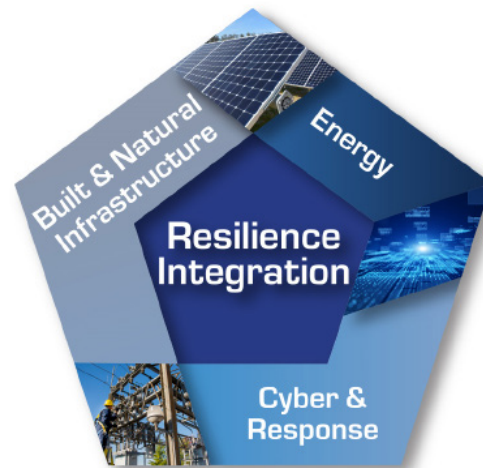 Built & Natural
Infrastructure
Energy
Resilience
Integration
Cyber &
Response